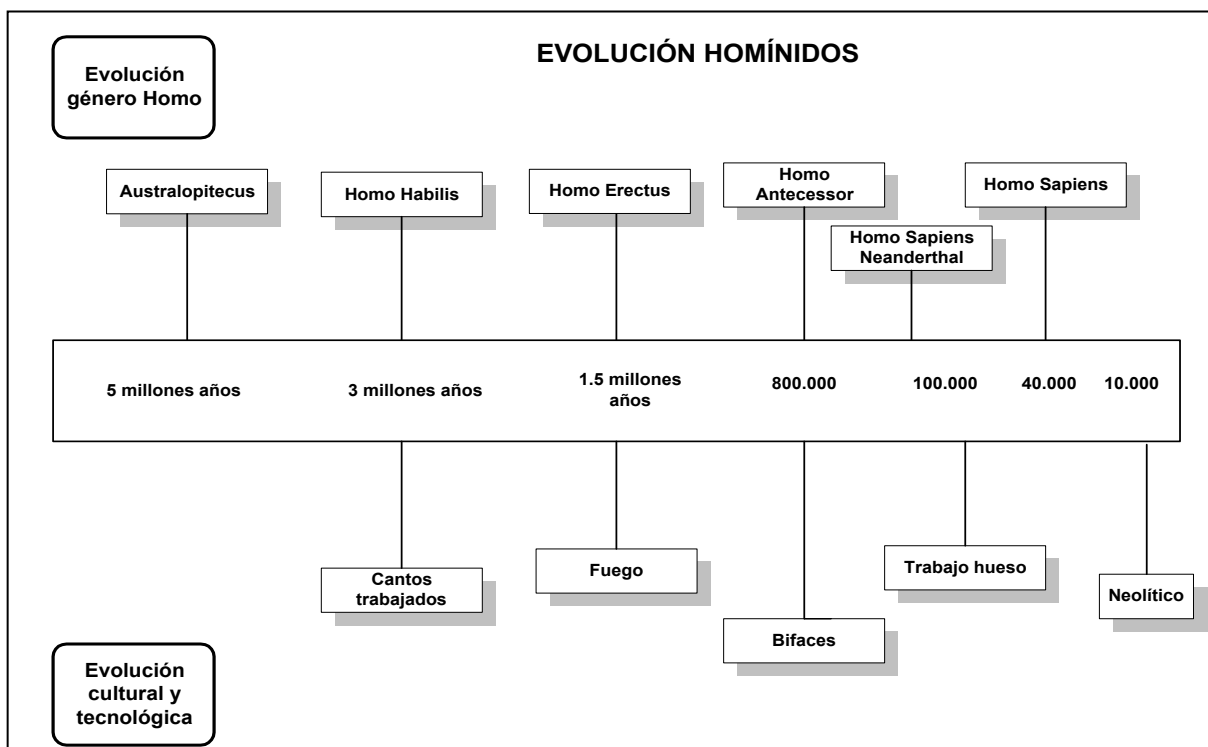 EVOLUCIÓN HOMÍNIDOS
Evolución
género Homo
Australopitecus
Homo Habilis
Homo Erectus
Homo
Antecessor
Homo Sapiens
Neanderthal
Homo Sapiens
5 millones años
3 millones años
1.5 millones
años
800.000
100.000
40.000
10.000
Cantos
trabajados
Fuego
Bifaces
Trabajo hueso
Neolítico
Evolución
cultural y
tecnológica